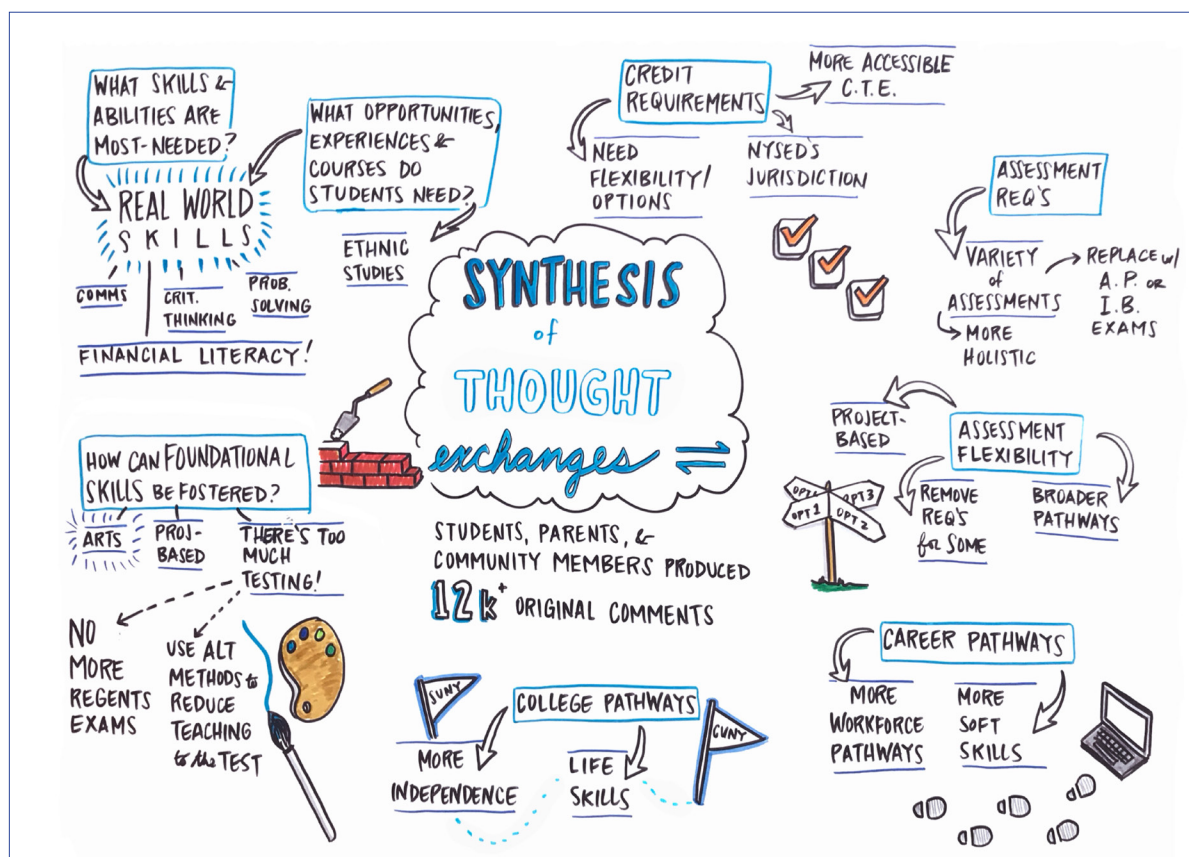 WHAT SKILLS &
ABILITIES ARE
MOST-NEEDED?
WHAT OPPORTUNITIES,
EXPERIENCES &
COURSES DO
STUDENTS NEED?
REAL WORLD
SKILLS
COMMS
CRIT.
THINKING
PROB.
SOLVING
FINANCIAL LITERACY!
ETHNIC
STUDIES
CREDIT
REQUIREMENTS
MORE ACCESSIBLE
C.T.E.
NEED
FLEXIBILITY/
OPTIONS
NYSED'S
JURISDICTION
ASSESSMENT
REQ'S
VARIETY
of
ASSESSMENTS
REPLACE w/
A.P. OR
I.B.
EXAMS
MORE
HOLISTIC
SYNTHESIS
of
THOUGHT
exchanges
STUDENTS, PARENTS, &
COMMUNITY MEMBERS PRODUCED
12k+ ORIGINAL COMMENTS
HOW CAN FOUNDATIONAL
SKILLS BE FOSTERED?
ARTS
PROJ-
BASED
THERE'S TOO
MUCH
TESTING!
NO
MORE
REGENTS
EXAMS
USE ALT
METHODS to
REDUCE
TEACHING
to the TEST
ASSESSMENT
FLEXIBILITY
PROJECT-
BASED
REMOVE
REQ'S
for SOME
BROADER
PATHWAYS
OPT3
OPT 1
OPT 2
COLLEGE PATHWAYS
SUNY
CUNY
MORE
INDEPENDENCE
LIFE
SKILLS
CAREER PATHWAYS
MORE
WORKFORCE
PATHWAYS
MORE
SOFT
SKILLS